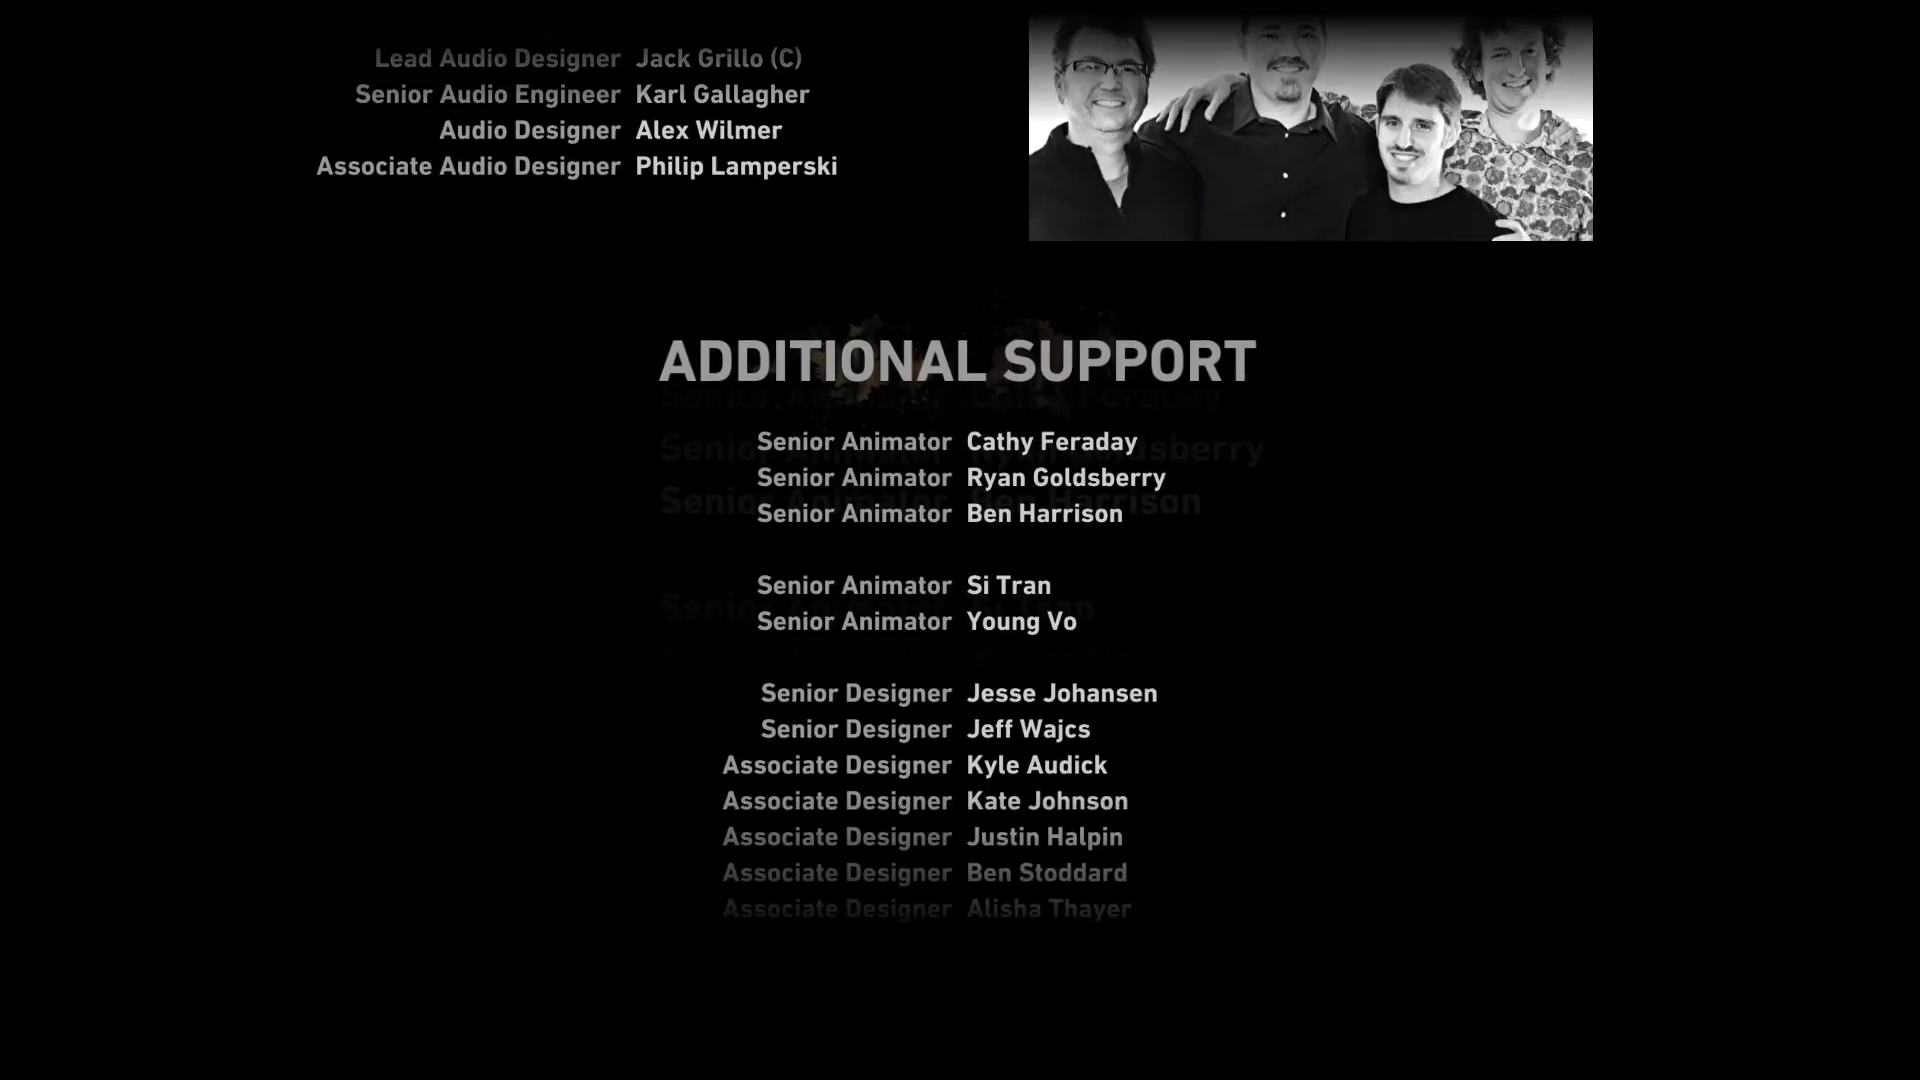 Lead Audio Designer Jack Grillo (C)
Senior Audio Engineer Karl Gallagher
Audio Designer Alex Wilmer
Associate Audio Designer Philip Lamperski
ADDITIONAL SUPPORT
Senior Animator Cathy Feraday
Senior Animator Ryan Goldsberry
Senior Animator Ben Harrison
Senior Animator Si Tran
Senior Animator Young Vo
Senior Designer Jesse Johansen
Senior Designer Jeff Wajcs
Associate Designer Kyle Audick
Associate Designer Kate Johnson
Associate Designer Justin Halpin
Associate Designer Ben Stoddard
Associate Designer Alisha Thayer